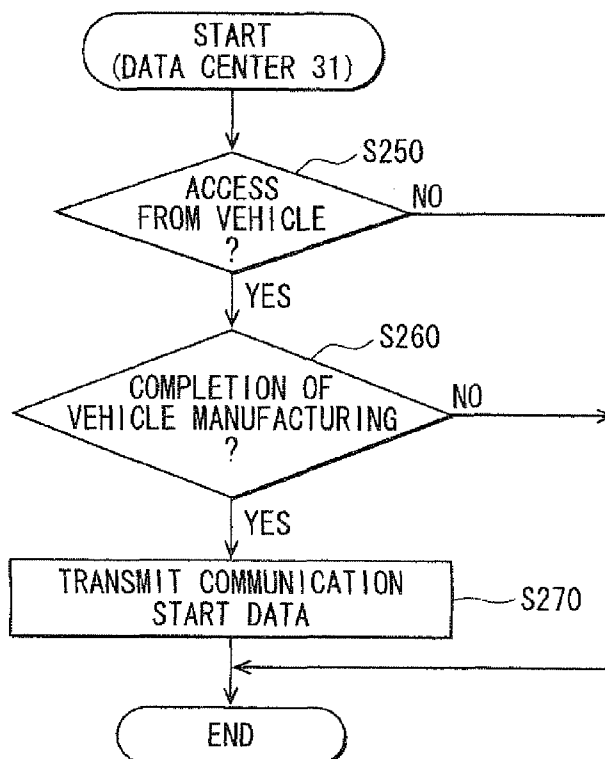 START
(DATA CENTER 31)
S250
ACCESS
FROM VEHICLE
?
NO
YES
S260
COMPLETION OF
VEHICLE MANUFACTURING
?
NO
YES
TRANSMIT COMMUNICATION
START DATA
S270
END